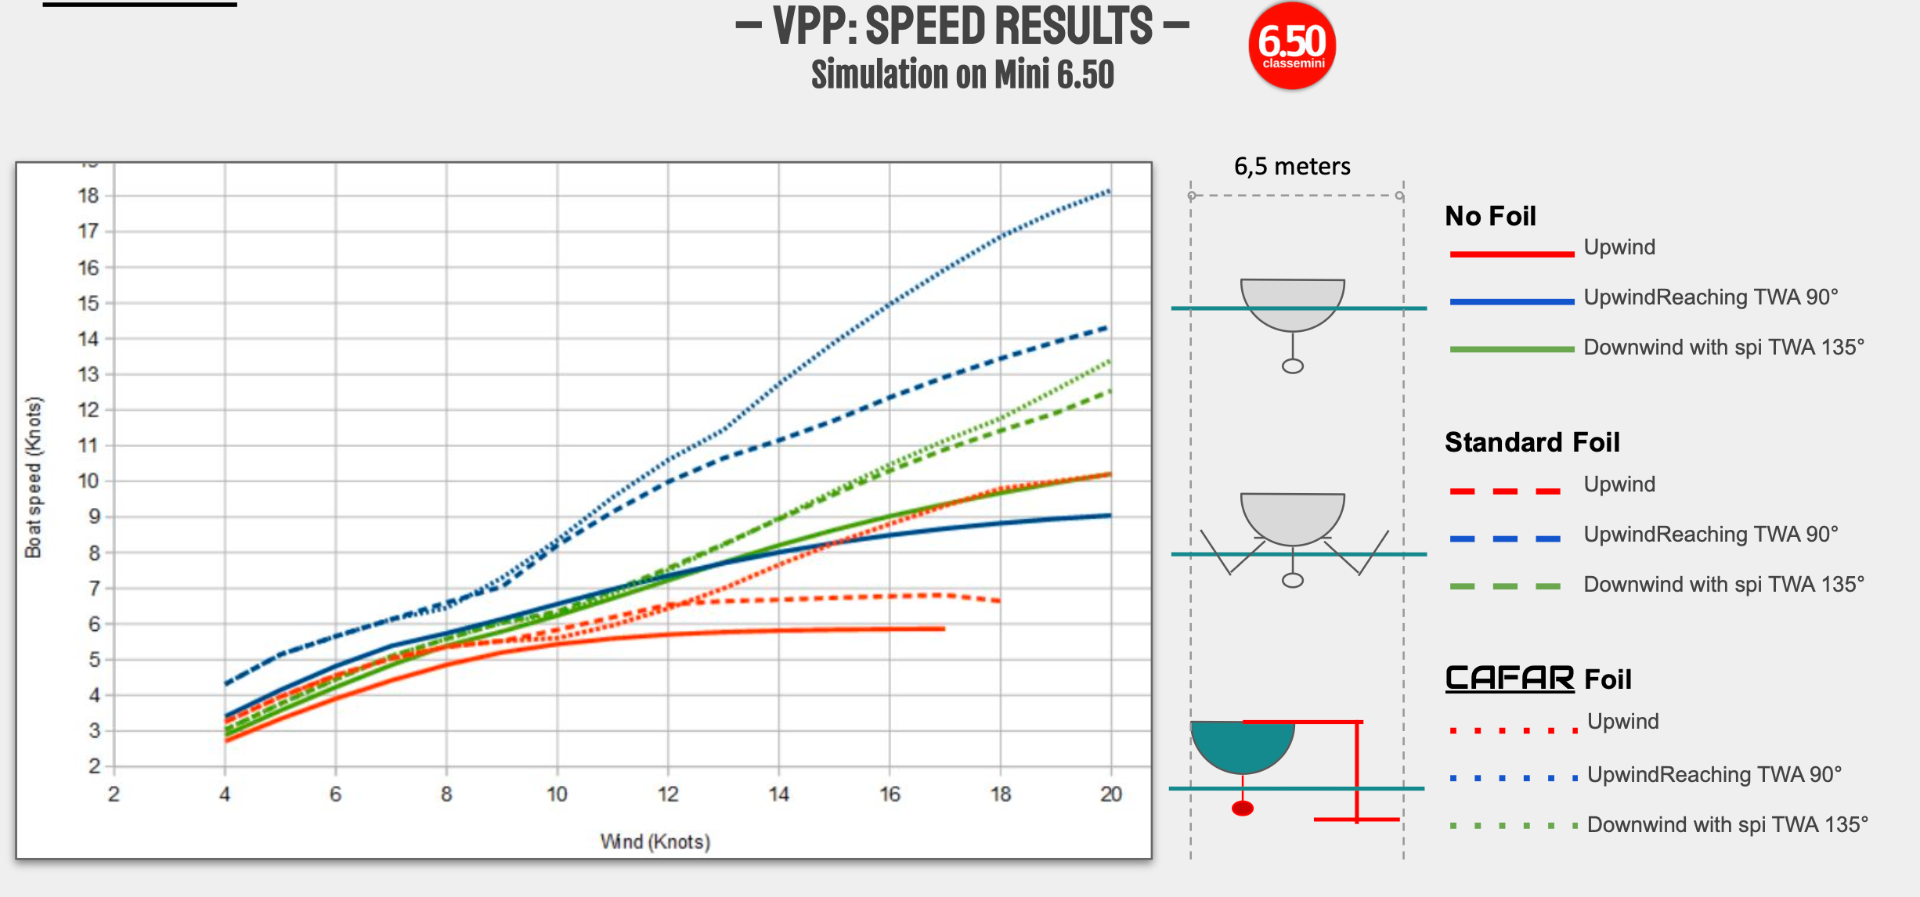 – VPP: SPEED RESULTS –
Simulation on Mini 6.50
6.50
classemini
6,5 meters
18
17
16
15
14
13
12
11
10
9
8
7
6
5
4
3
2
2 4 6 8 10 12 14 16 18 20
Boat speed (Knots)
Wind (Knots)
No Foil
Upwind
UpwindReaching TWA 90°
Downwind with spi TWA 135°
Standard Foil
Upwind
UpwindReaching TWA 90°
Downwind with spi TWA 135°
CAFAR Foil
Upwind
UpwindReaching TWA 90°
Downwind with spi TWA 135°